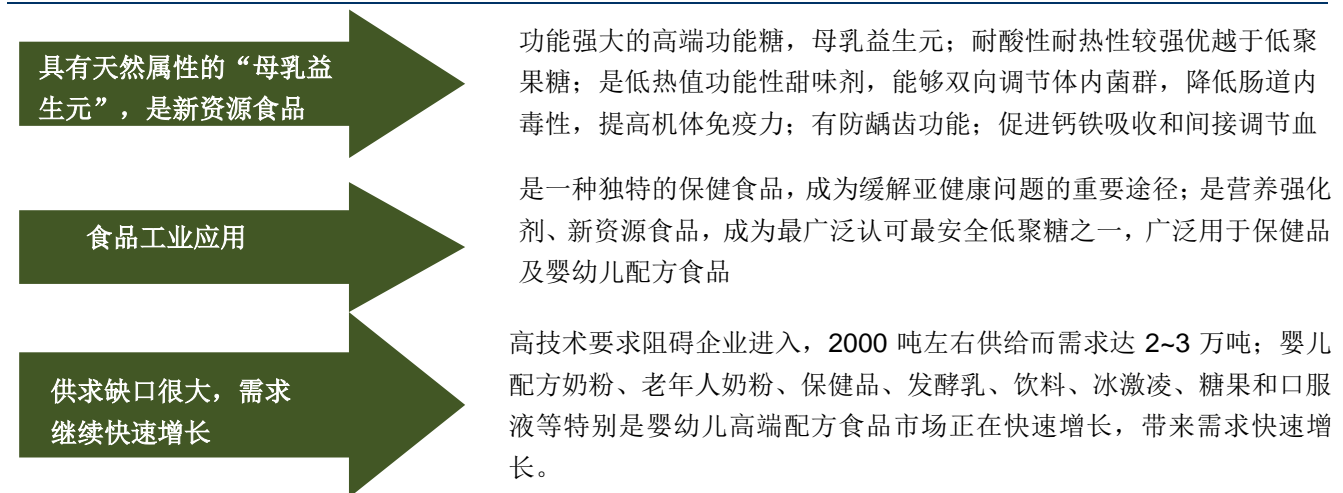 具有天然属性的“母乳益
生元”，是新资源食品
功能强大的高端功能糖，母乳益生元；耐酸性耐热性较强优越于低聚
果糖；是低热值功能性甜味剂，能够双向调节体内菌群，降低肠道内
毒性，提高机体免疫力；有防龋齿功能；促进钙铁吸收和间接调节血
食品工业应用
是一种独特的保健食品，成为缓解亚健康问题的重要途径；是营养强化
剂、新资源食品，成为最广泛认可最安全低聚糖之一，广泛用于保健品
及婴幼儿配方食品
供求缺口很大，需求
继续快速增长
高技术要求阻碍企业进入，2000 吨左右供给而需求达 2~3 万吨；婴儿
配方奶粉、老年人奶粉、保健品、发酵乳、饮料、冰激凌、糖果和口服
液等特别是婴幼儿高端配方食品市场正在快速增长，带来需求快速增
长。